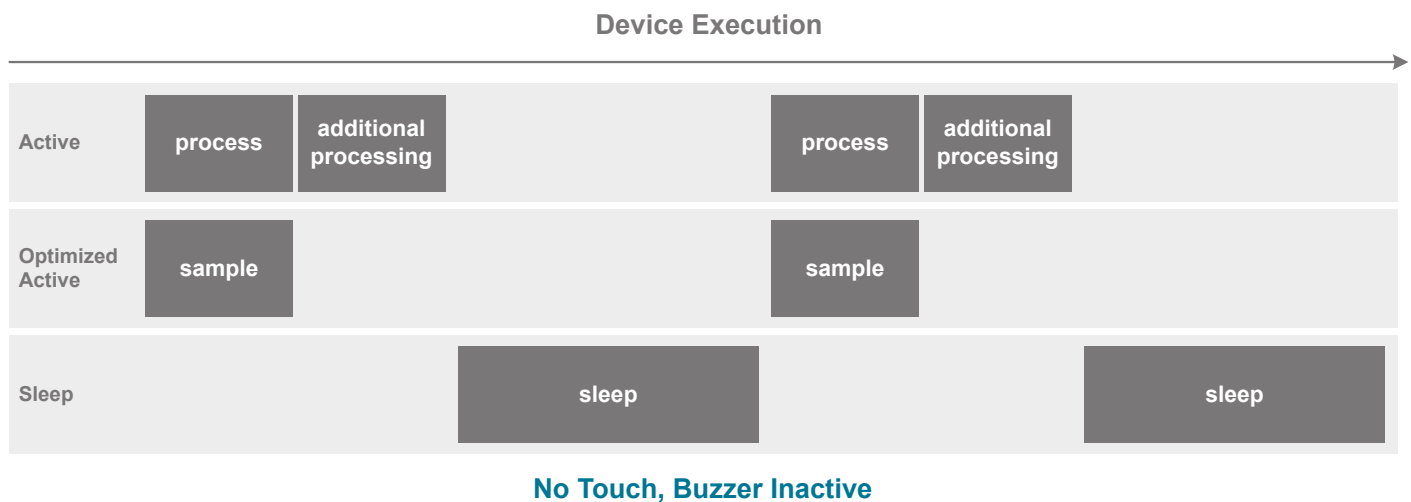 Device Execution
Active
process
additional
processing
process
additional
processing
Optimized
Active
sample
sample
Sleep
sleep
sleep
No Touch, Buzzer Inactive